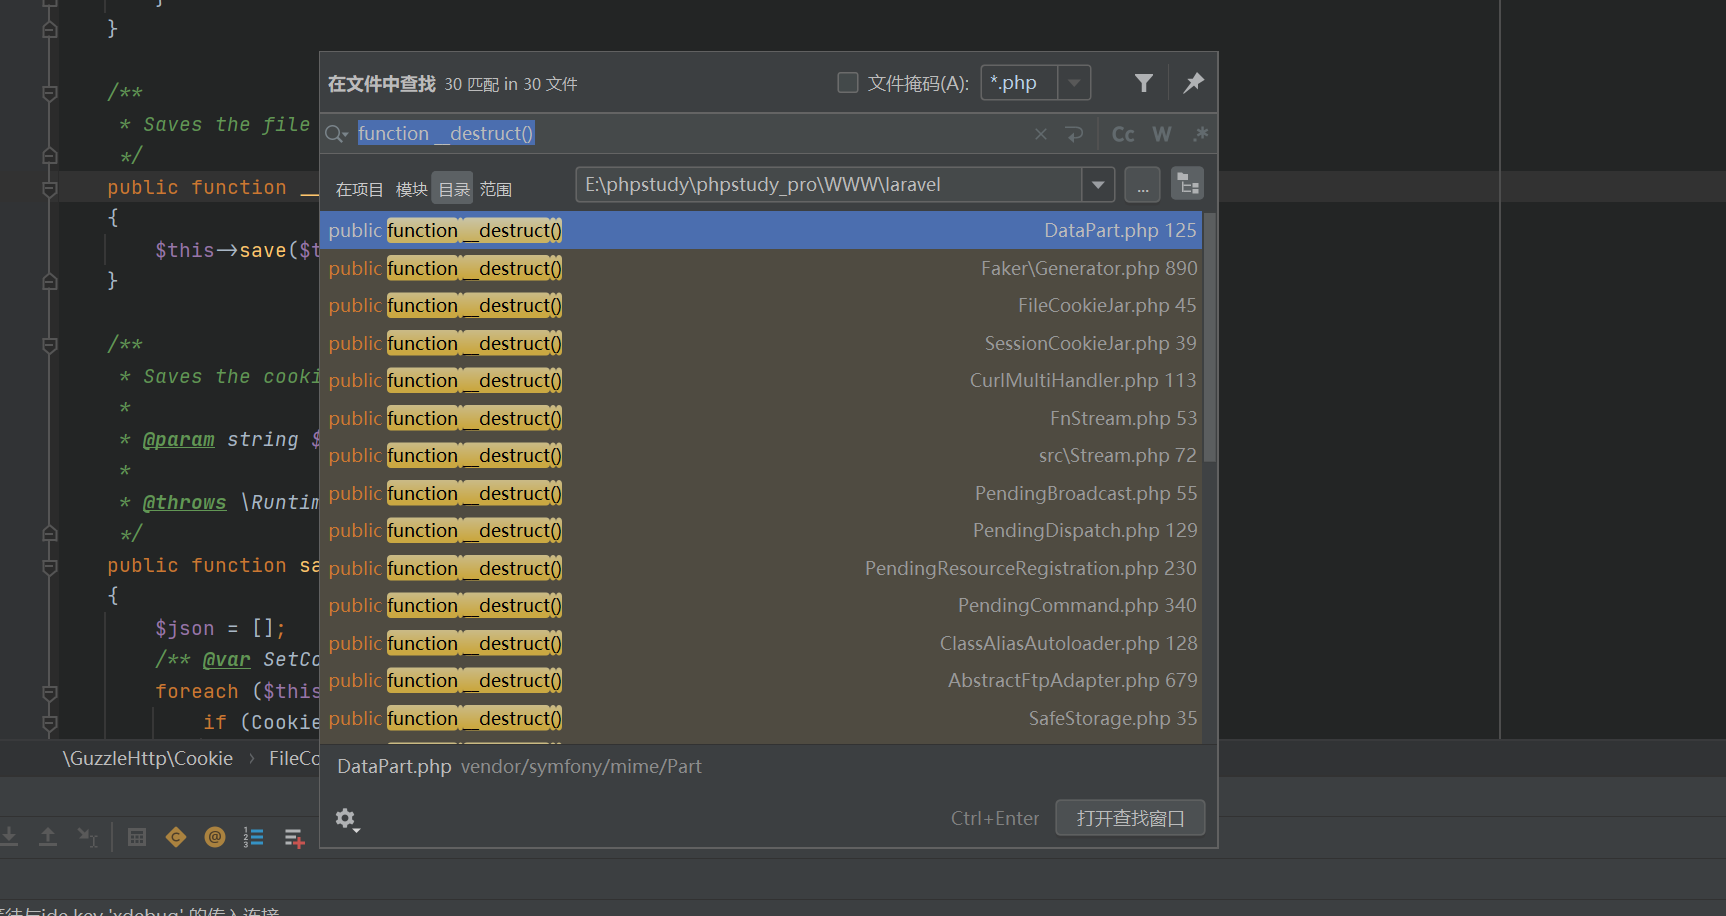 }
/**
* Saves the file
*/
public function __
{
$this→save($t
}
/**
* Saves the cooki
*
* @param string $
*
* @throws \Runtim
*/
public function sa
{
$json = [];
/** @var SetCo
foreach ($this
if (Cookie
\GuzzleHttp\Cookie › FileCo
在文件中查找 30 匹配 in 30 文件 文件掩码(A): *.php
function __destruct() × Cc W .*
在项目 模块 目录 范围 E:\phpstudy\phpstudy_pro\WWW\laravel ...
public function __destruct() DataPart.php 125
public function __destruct() Faker\Generator.php 890
public function __destruct() FileCookieJar.php 45
public function __destruct() SessionCookieJar.php 39
public function __destruct() CurlMultiHandler.php 113
public function __destruct() FnStream.php 53
public function __destruct() src\Stream.php 72
public function __destruct() PendingBroadcast.php 55
public function __destruct() PendingDispatch.php 129
public function __destruct() PendingResourceRegistration.php 230
public function __destruct() PendingCommand.php 340
public function __destruct() ClassAliasAutoloader.php 128
public function __destruct() AbstractFtpAdapter.php 679
public function __destruct() SafeStorage.php 35
DataPart.php vendor/symfony/mime/Part
Ctrl+Enter 打开查找窗口
待与ide key 'xdebug' 的传入连接